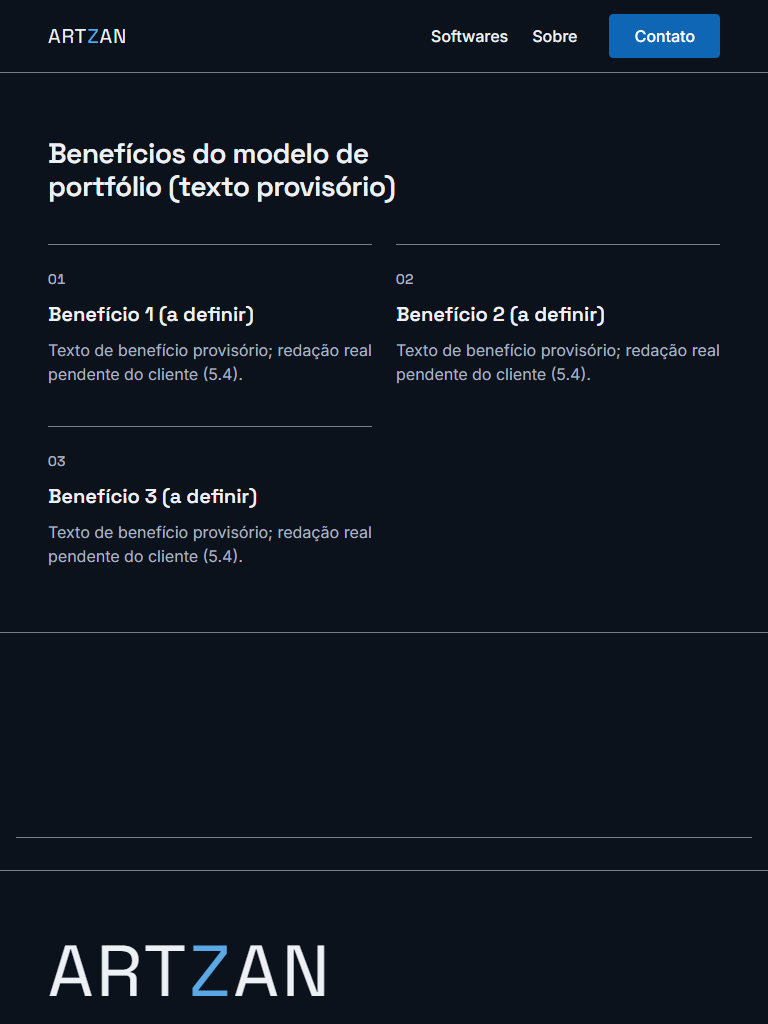 ARTZAN
Softwares Sobre Contato
Benefícios do modelo de
portfólio (texto provisório)
01
Benefício 1 (a definir)
Texto de benefício provisório; redação real
pendente do cliente (5.4).
02
Benefício 2 (a definir)
Texto de benefício provisório; redação real
pendente do cliente (5.4).
03
Benefício 3 (a definir)
Texto de benefício provisório; redação real
pendente do cliente (5.4).
ARTZAN